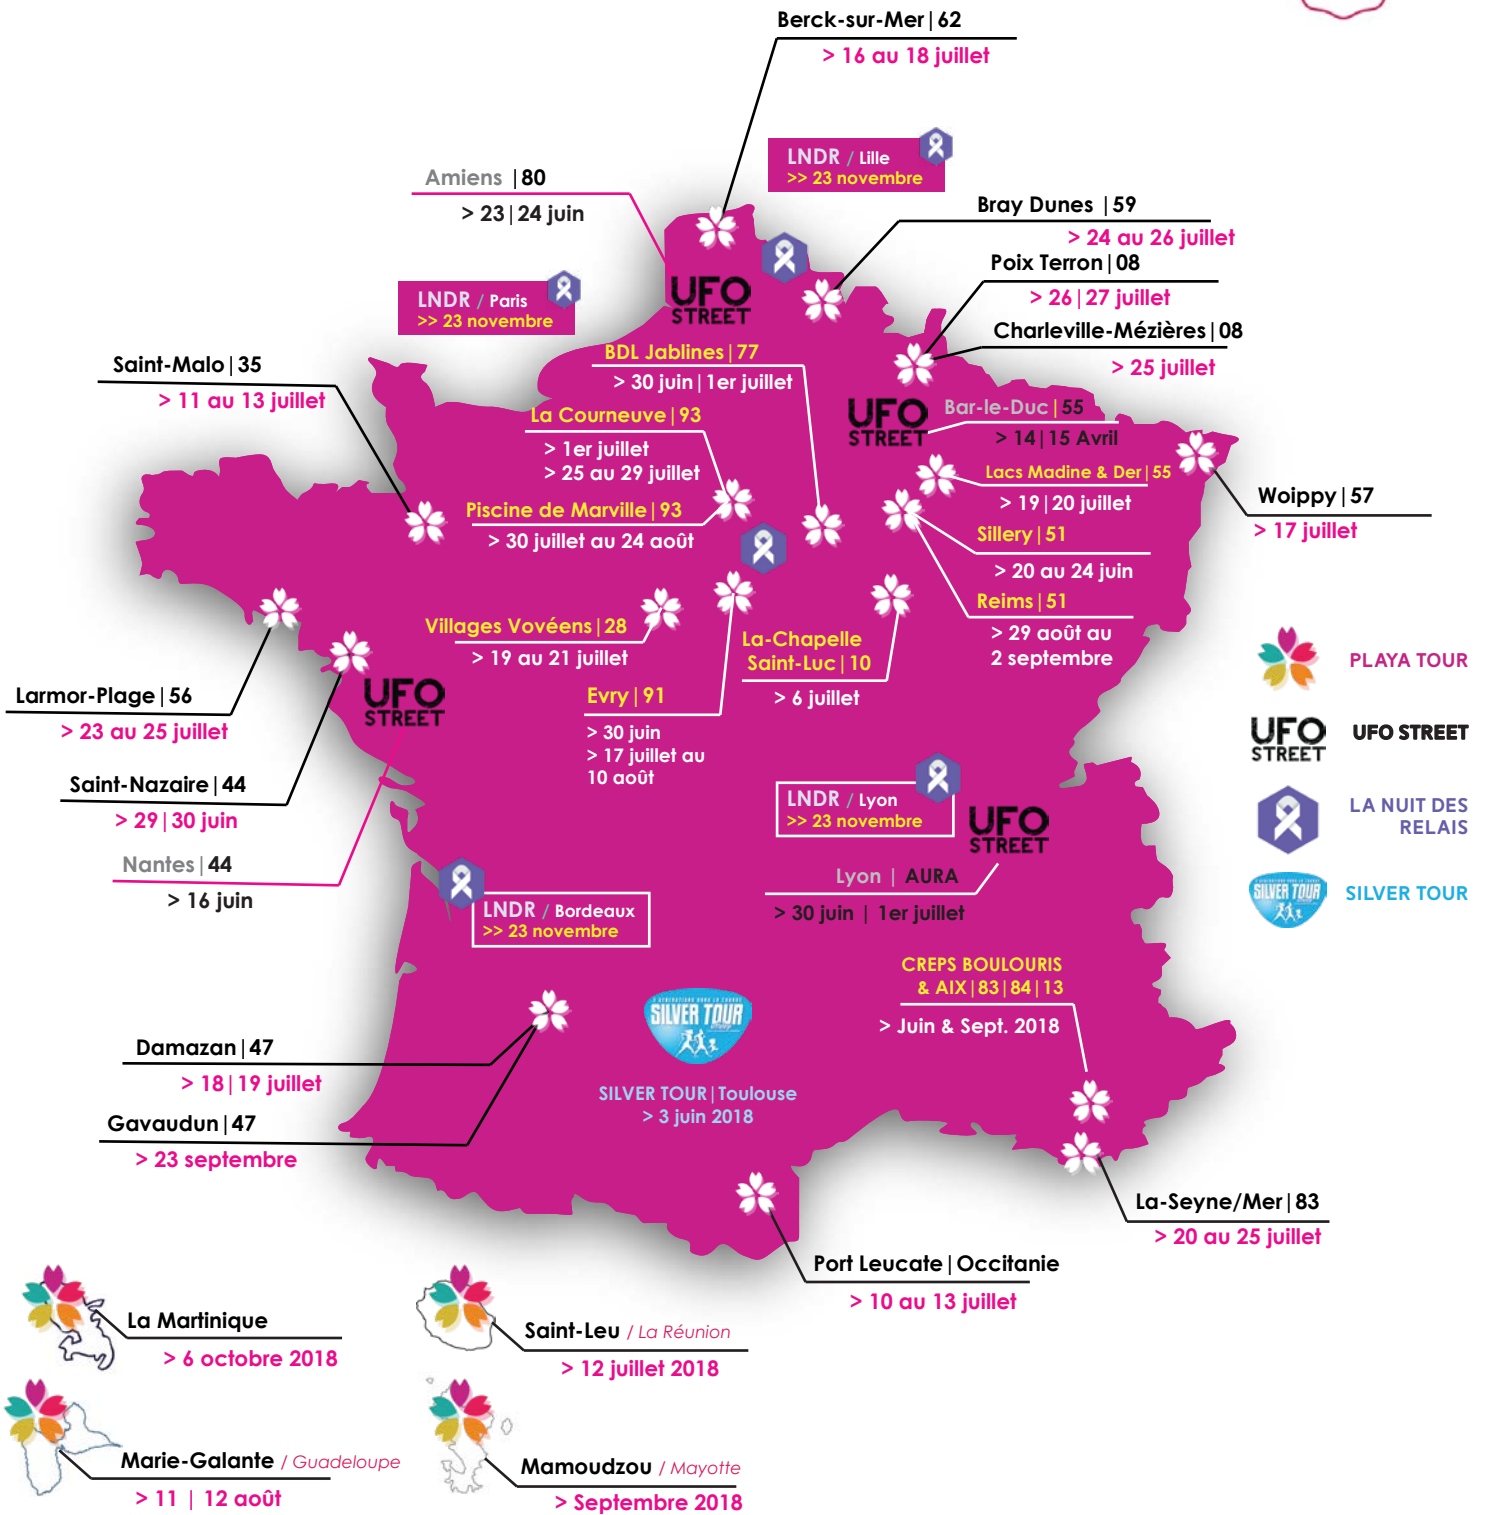 Berck-sur-Mer|62
> 16 au 18 juillet
LNDR / Lille
>> 23 novembre
Amiens |80
> 23|24 juin
Bray Dunes |59
> 24 au 26 juillet
Poix Terron|08
> 26|27 juillet
Charleville-Mézières|08
> 25 juillet
LNDR / Paris
>> 23 novembre
UFO
STREET
Saint-Malo|35
> 11 au 13 juillet
BDL Jablines|77
> 30 juin|1er juillet
La Courneuve|93
> 1er juillet
> 25 au 29 juillet
Piscine de Marville|93
> 30 juillet au 24 août
UFO
STREET
Bar-le-Duc|55
> 14|15 Avril
Lacs Madine & Der|55
> 19|20 juillet
Sillery|51
> 20 au 24 juin
Reims|51
> 29 août au
2 septembre
Woippy|57
> 17 juillet
Villages Vovéens|28
> 19 au 21 juillet
La-Chapelle
Saint-Luc|10
> 6 juillet
Evry|91
> 30 juin
> 17 juillet au
10 août
Larmor-Plage|56
> 23 au 25 juillet
UFO
STREET
Saint-Nazaire|44
> 29|30 juin
Nantes|44
> 16 juin
PLAYA TOUR
UFO
STREET
UFO STREET
LA NUIT DES
RELAIS
SILVER TOUR
SILVER TOUR
LNDR / Lyon
>> 23 novembre
UFO
STREET
Lyon | AURA
> 30 juin | 1er juillet
LNDR / Bordeaux
>> 23 novembre
CREPS BOULOURIS
& AIX|83|84|13
> Juin & Sept. 2018
SILVER TOUR
SILVER TOUR|Toulouse
> 3 juin 2018
Damazan|47
> 18|19 juillet
Gavaudun|47
> 23 septembre
La-Seyne/Mer|83
> 20 au 25 juillet
Port Leucate|Occitanie
> 10 au 13 juillet
La Martinique
> 6 octobre 2018
Saint-Leu / La Réunion
> 12 juillet 2018
Marie-Galante / Guadeloupe
> 11 | 12 août
Mamoudzou / Mayotte
> Septembre 2018